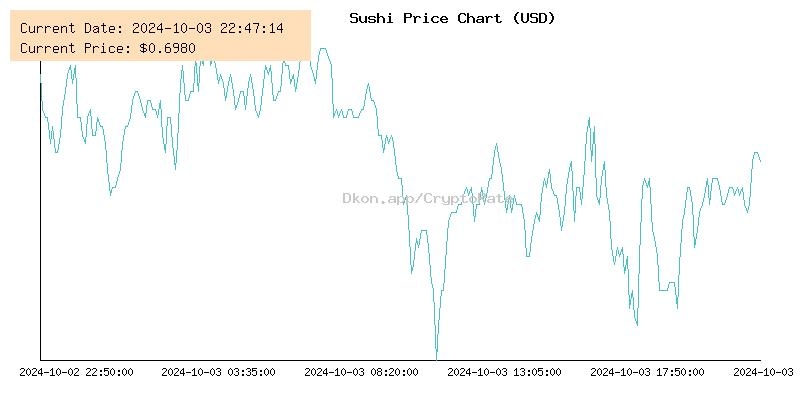 Sushi Price Chart (USD)
Current Date: 2024-10-03 22:47:14
Current Price: $0.6980
Dkon.app/CryptoKata
2024-10-02 22:50:00 2024-10-03 03:35:00 2024-10-03 08:20:00 2024-10-03 13:05:00 2024-10-03 17:50:00 2024-10-03